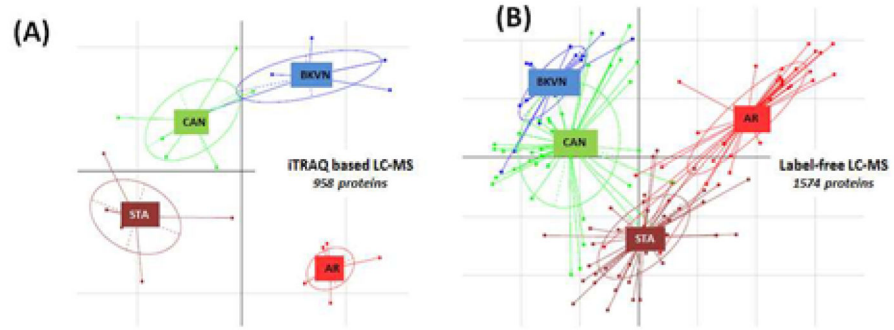 (A)
BKVN
CAN
iTRAQ based LC-MS
958 proteins
STA
AR
(B)
BKVN
AR
CAN
Label-free LC-MS
1574 proteins
STA